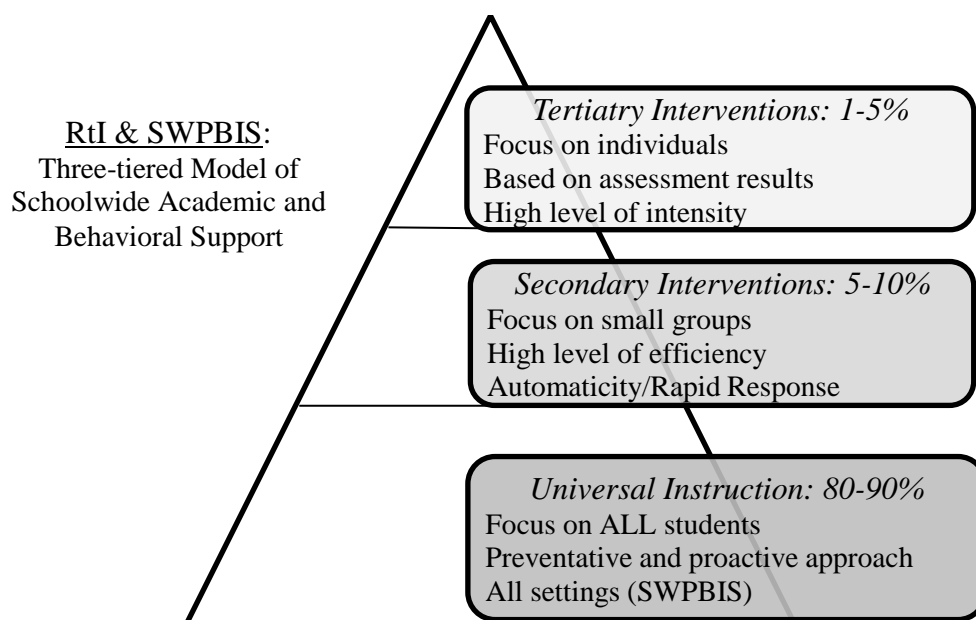 RtI & SWPBIS:
Three-tiered Model of
Schoolwide Academic and
Behavioral Support
Tertiatry Interventions: 1-5%
Focus on individuals
Based on assessment results
High level of intensity
Secondary Interventions: 5-10%
Focus on small groups
High level of efficiency
Automaticity/Rapid Response
Universal Instruction: 80-90%
Focus on ALL students
Preventative and proactive approach
All settings (SWPBIS)